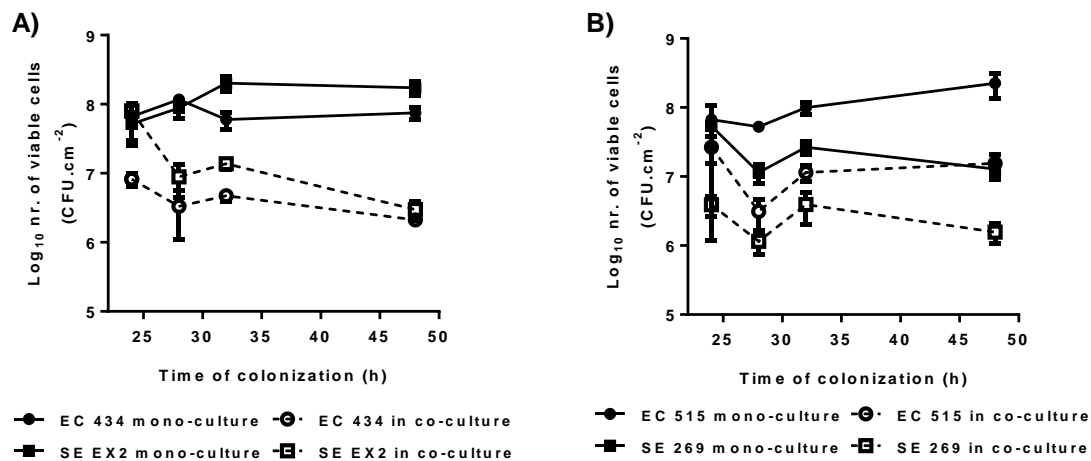 A)
9
8
7
6
5
25 30 35 40 45 50
Log10 nr. of viable cells
(CFU.cm-2)
Time of colonization (h)
EC 434 mono-culture EC 434 in co-culture
SE EX2 mono-culture SE EX2 in co-culture
B)
9
8
7
6
5
25 30 35 40 45 50
Log10 nr. of viable cells
(CFU.cm-2)
Time of colonization (h)
EC 515 mono-culture EC 515 in co-culture
SE 269 mono-culture SE 269 in co-culture